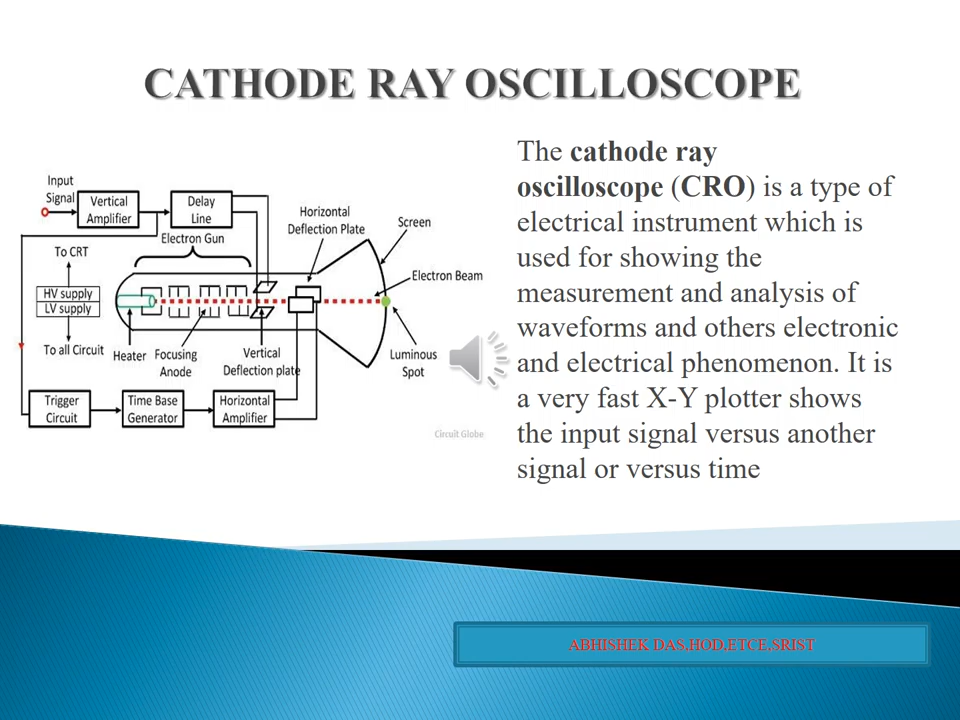 CATHODE RAY OSCILLOSCOPE
The cathode ray
oscilloscope (CRO) is a type of
electrical instrument which is
used for showing the
measurement and analysis of
waveforms and others electronic
and electrical phenomenon. It is
a very fast X-Y plotter shows
the input signal versus another
signal or versus time
Input
Signal
Vertical
Amplifier
Delay
Line
Electron Gun
Horizontal
Deflection Plate
Screen
Electron Beam
To CRT
HV supply
LV supply
To all Circuit
Heater
Focusing
Anode
Vertical
Deflection plate
Luminous
Spot
Trigger
Circuit
Time Base
Generator
Horizontal
Amplifier
Circuit Globe
ABHISHEK DAS,HOD,ETCE,SRIST